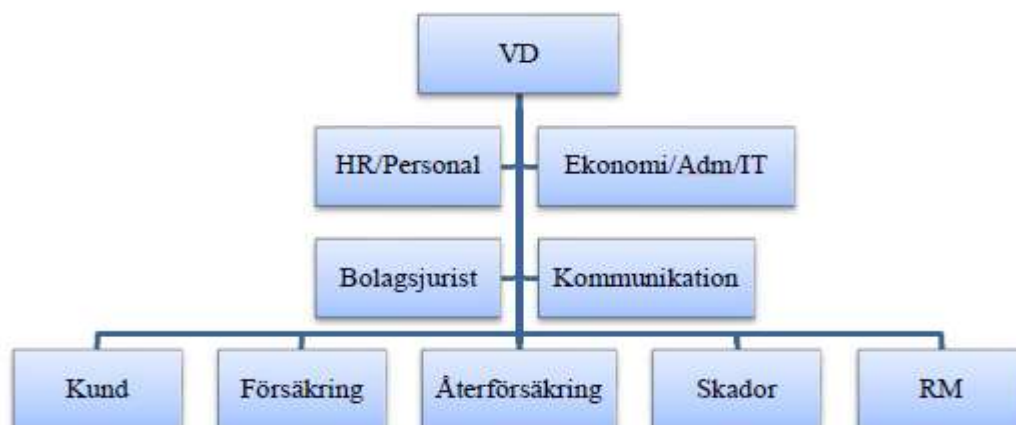 VD
HR/Personal
Ekonomi/Adm/IT
Bolagsjurist
Kommunikation
Kund
Försäkring
Återförsäkring
Skador
RM